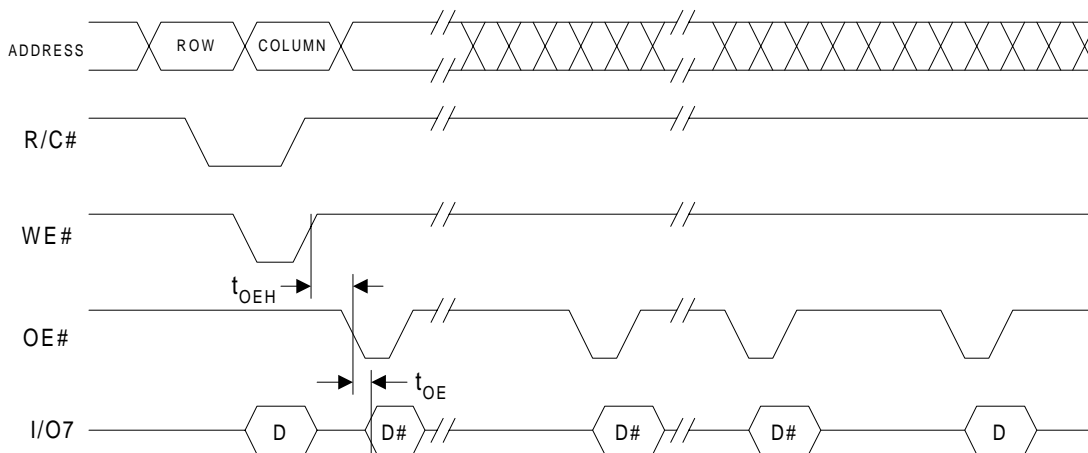 ADDRESS ROW COLUMN
R/C#
WE#
tOEH
OE#
tOE
I/O7 D D# D# D# D